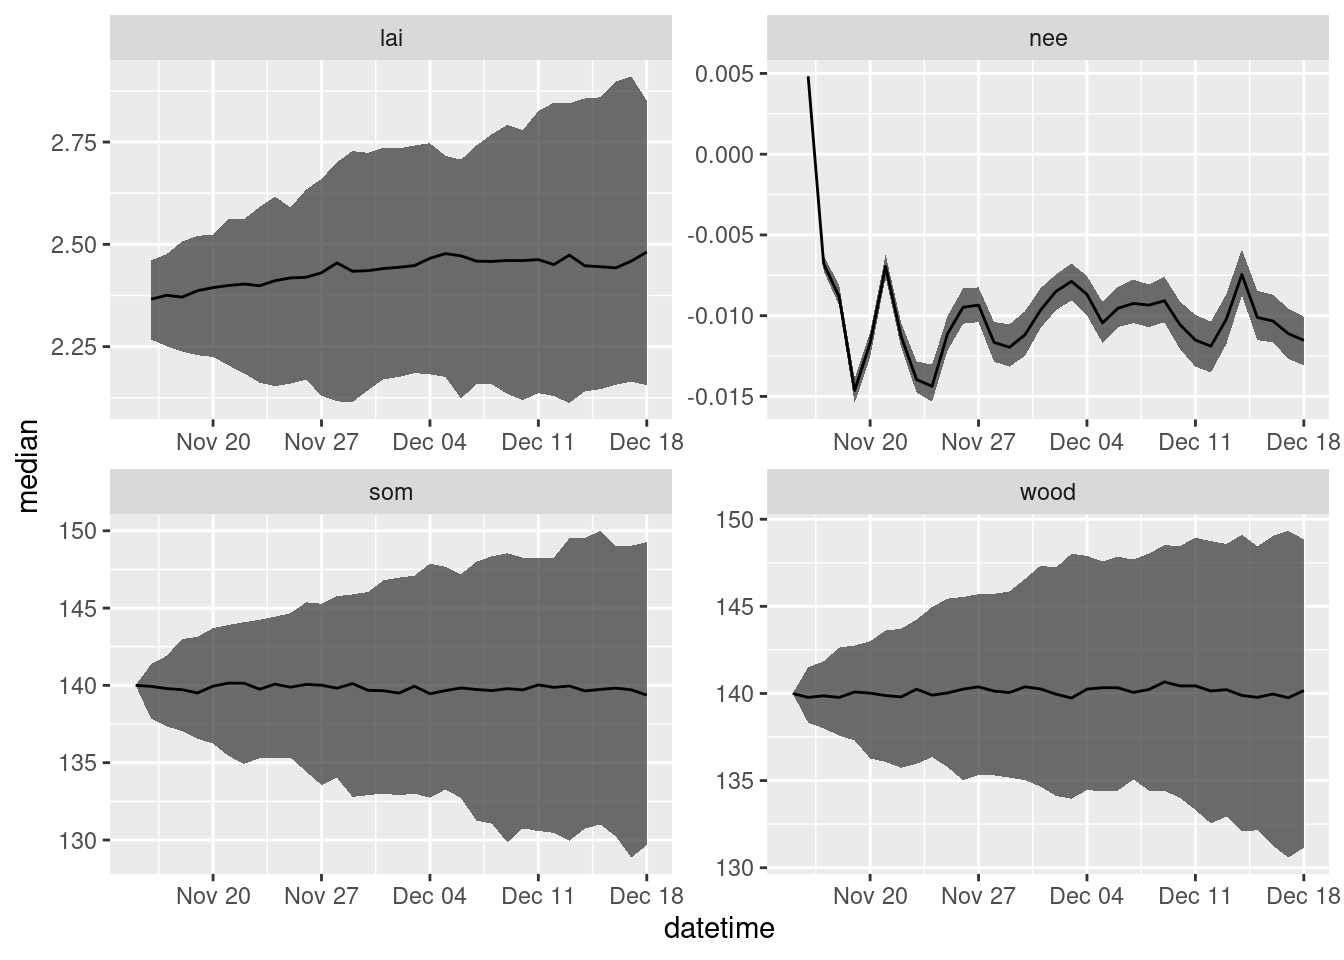 lai
nee
2.75
2.50
2.25
0.005
0.000
-0.005
-0.010
-0.015
Nov 20 Nov 27 Dec 04 Dec 11 Dec 18
Nov 20 Nov 27 Dec 04 Dec 11 Dec 18
median
som
wood
150
145
140
135
130
150
145
140
135
130
Nov 20 Nov 27 Dec 04 Dec 11 Dec 18
Nov 20 Nov 27 Dec 04 Dec 11 Dec 18
datetime